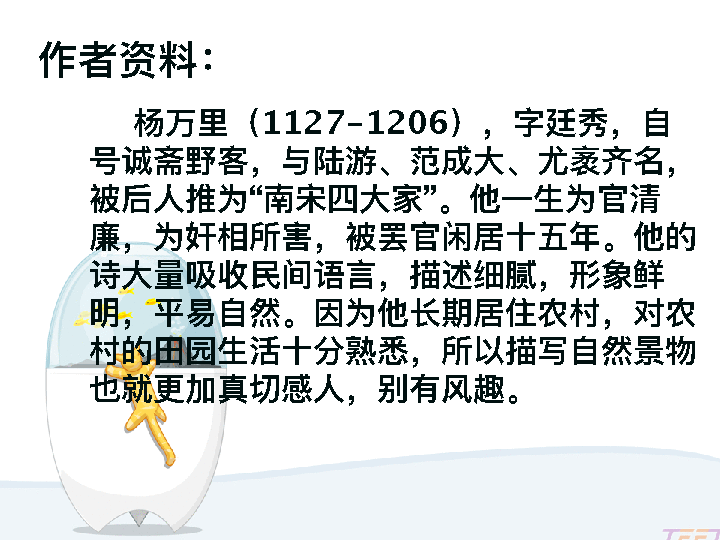 作者资料：
杨万里（1127-1206），字廷秀，自
号诚斋野客，与陆游、范成大、尤袤齐名，
被后人推为“南宋四大家”。他一生为官清
廉，为奸相所害，被罢官闲居十五年。他的
诗大量吸收民间语言，描述细腻，形象鲜
明，平易自然。因为他长期居住农村，对农
村的田园生活十分熟悉，所以描写自然景物
也就更加真切感人，别有风趣。